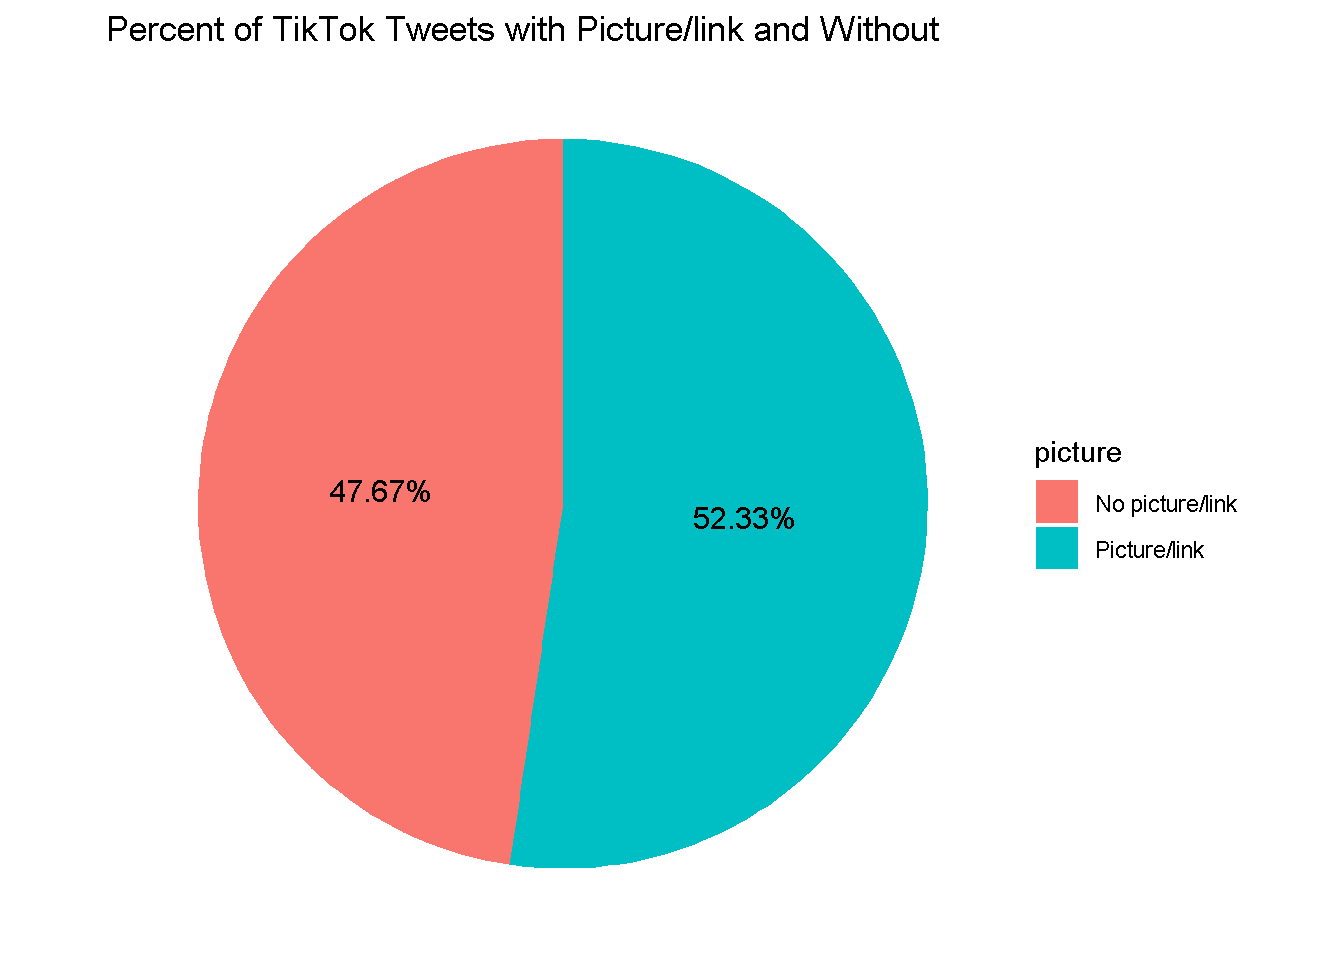 Percent of TikTok Tweets with Picture/link and Without
47.67%
52.33%
picture
No picture/link
Picture/link